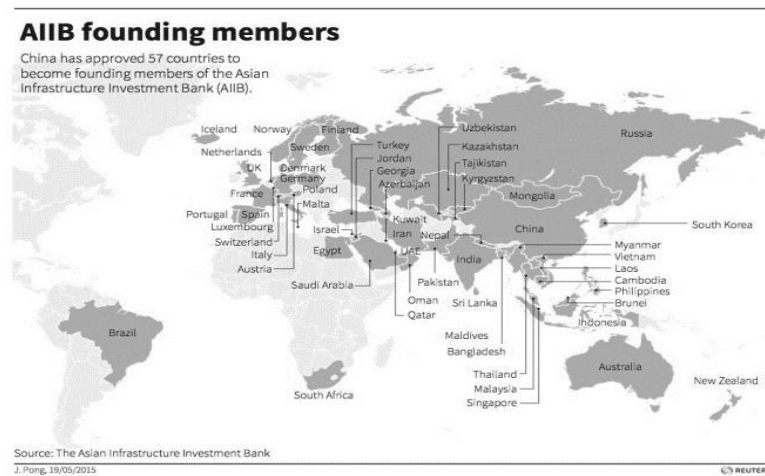 AIIB founding members
China has approved 57 countries to
become founding members of the Asian
Infrastructure Investment Bank (AIIB).
Iceland
Norway
Finland
Sweden
Netherlands
UK
Denmark
Germany
France
Poland
Portugal
Spain
Malta
Luxembourg
Switzerland
Italy
Austria
Turkey
Jordan
Georgia
Azerbaijan
Uzbekistan
Kazakhstan
Tajikistan
Kyrgyzstan
Russia
Mongolia
China
South Korea
Israel
Egypt
Kuwait
Iran
UAE
Nepal
India
Saudi Arabia
Pakistan
Oman
Qatar
Sri Lanka
Maldives
Bangladesh
Myanmar
Vietnam
Laos
Cambodia
Philippines
Brunei
Indonesia
Thailand
Malaysia
Singapore
Brazil
South Africa
Australia
New Zealand
Source: The Asian Infrastructure Investment Bank
J. Pong, 19/05/2015
REUTERS